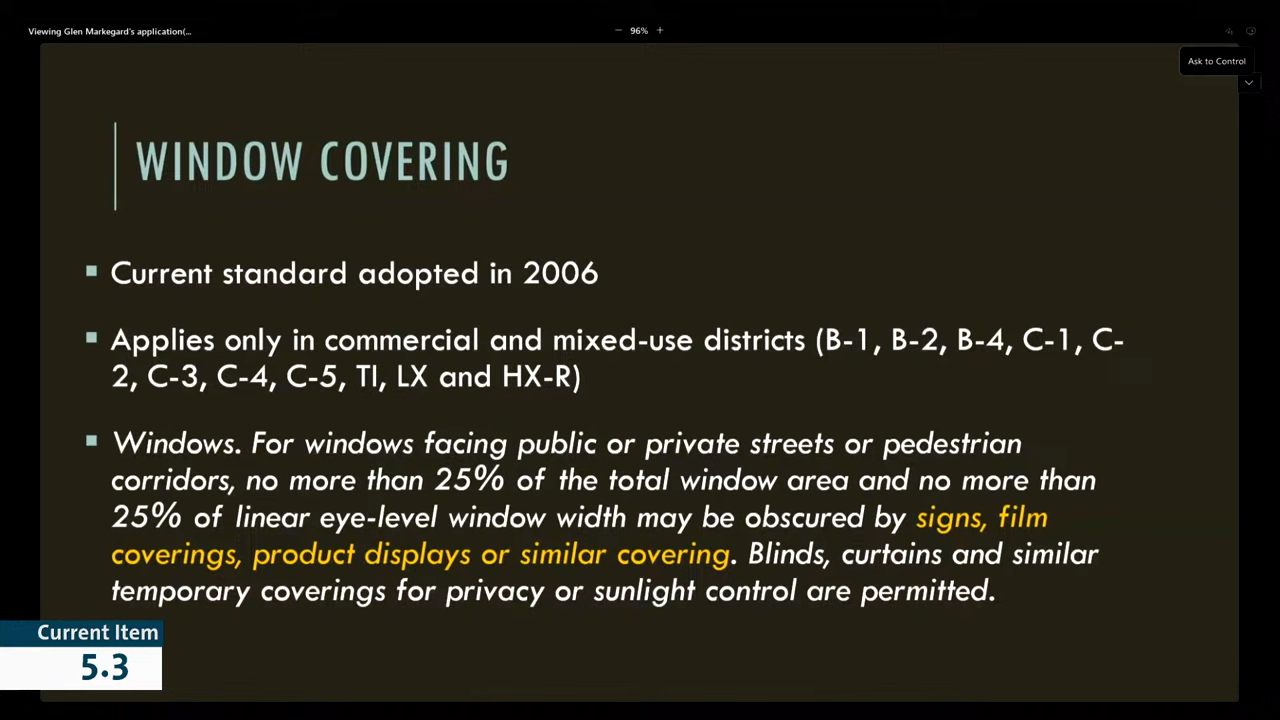 Viewing Glen Markegard's application(...
− 96% +
Ask to Control
WINDOW COVERING
Current standard adopted in 2006
Applies only in commercial and mixed-use districts (B-1, B-2, B-4, C-1, C-
2, C-3, C-4, C-5, TI, LX and HX-R)
Windows. For windows facing public or private streets or pedestrian
corridors, no more than 25% of the total window area and no more than
25% of linear eye-level window width may be obscured by signs, film
coverings, product displays or similar covering. Blinds, curtains and similar
temporary coverings for privacy or sunlight control are permitted.
Current Item
5.3